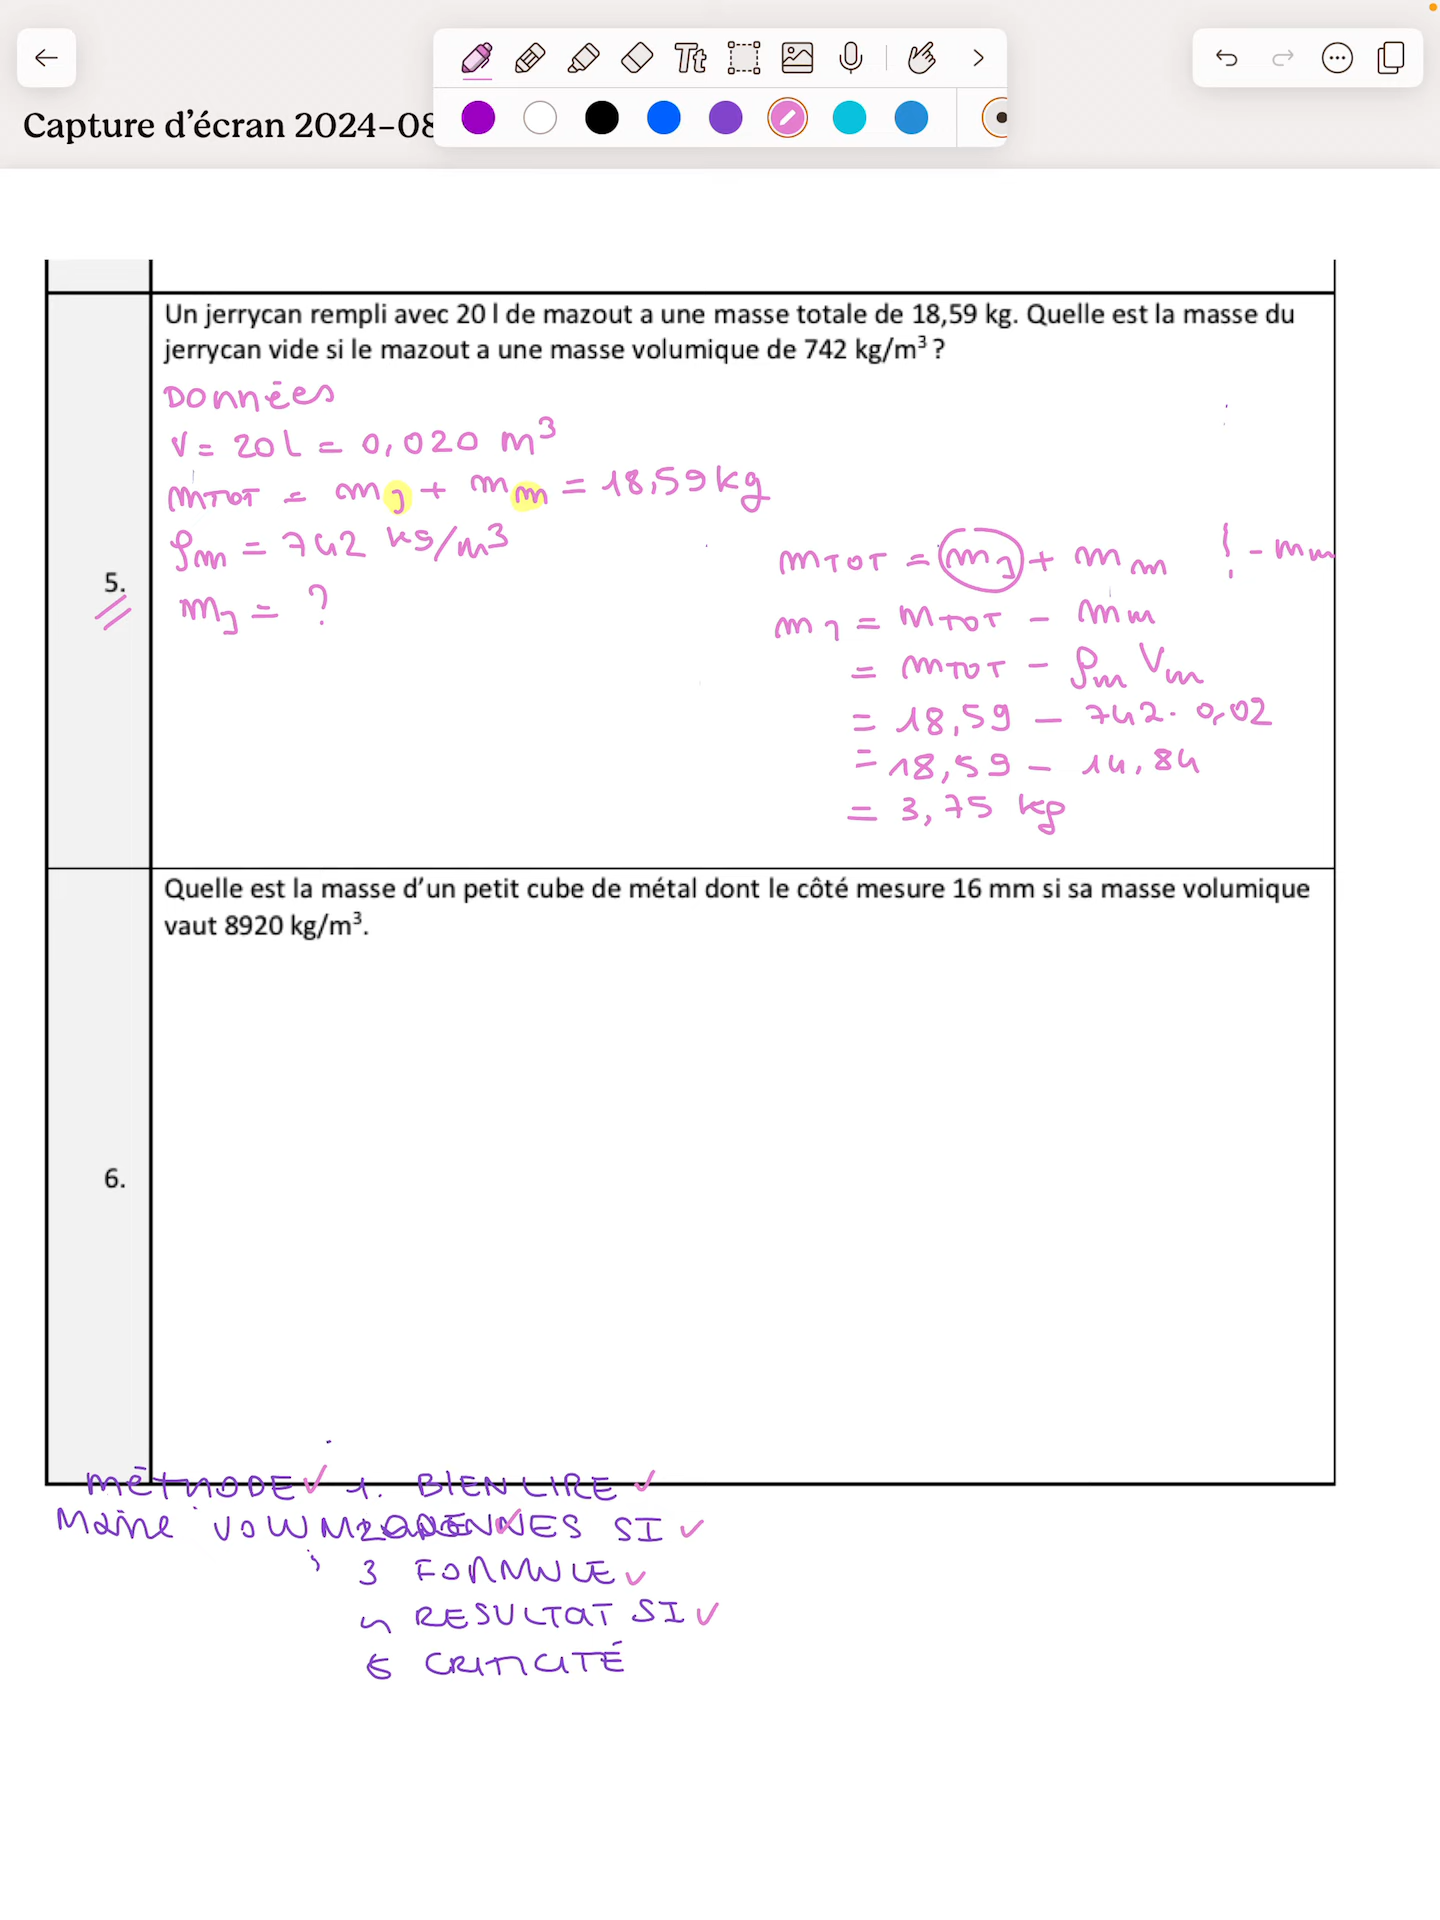 Capture d’écran 2024-08
Tt
Un jerrycan rempli avec 20 l de mazout a une masse totale de 18,59 kg. Quelle est la masse du
jerrycan vide si le mazout a une masse volumique de 742 kg/m³ ?
Données
V = 20 l = 0,020 m³
mTOT = mJ + mm = 18,59 kg
ρm = 742 kg/m³
mJ = ?
5.
mTOT = mJ + mm ! - mm
mJ = mTOT - mm
= mTOT - ρm Vm
= 18,59 - 742 · 0,02
= 18,59 - 14,84
= 3,75 kg
Quelle est la masse d’un petit cube de métal dont le côté mesure 16 mm si sa masse volumique
vaut 8920 kg/m³.
6.
MÉTHODE ✓ 1. BIEN LIRE ✓
SI ✓
3 FORMULE ✓
4 RESULTAT SI ✓
5 CRITICITÉ